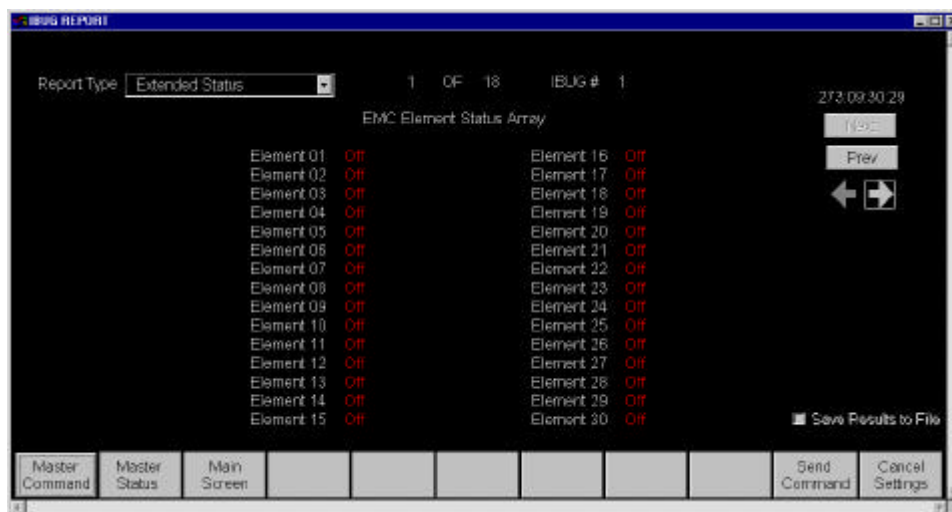 IBUG REPORT
Report Type Extended Status 1 OF 18 IBUG # 1
273:09:30:29
EMC Element Status Array
Next
Prev
Element 01 Off Element 16 Off
Element 02 Off Element 17 Off
Element 03 Off Element 18 Off
Element 04 Off Element 19 Off
Element 05 Off Element 20 Off
Element 06 Off Element 21 Off
Element 07 Off Element 22 Off
Element 08 Off Element 23 Off
Element 09 Off Element 24 Off
Element 10 Off Element 25 Off
Element 11 Off Element 26 Off
Element 12 Off Element 27 Off
Element 13 Off Element 28 Off
Element 14 Off Element 29 Off
Element 15 Off Element 30 Off
Save Results to File
Master Command
Master Status
Main Screen
Send Command
Cancel Settings